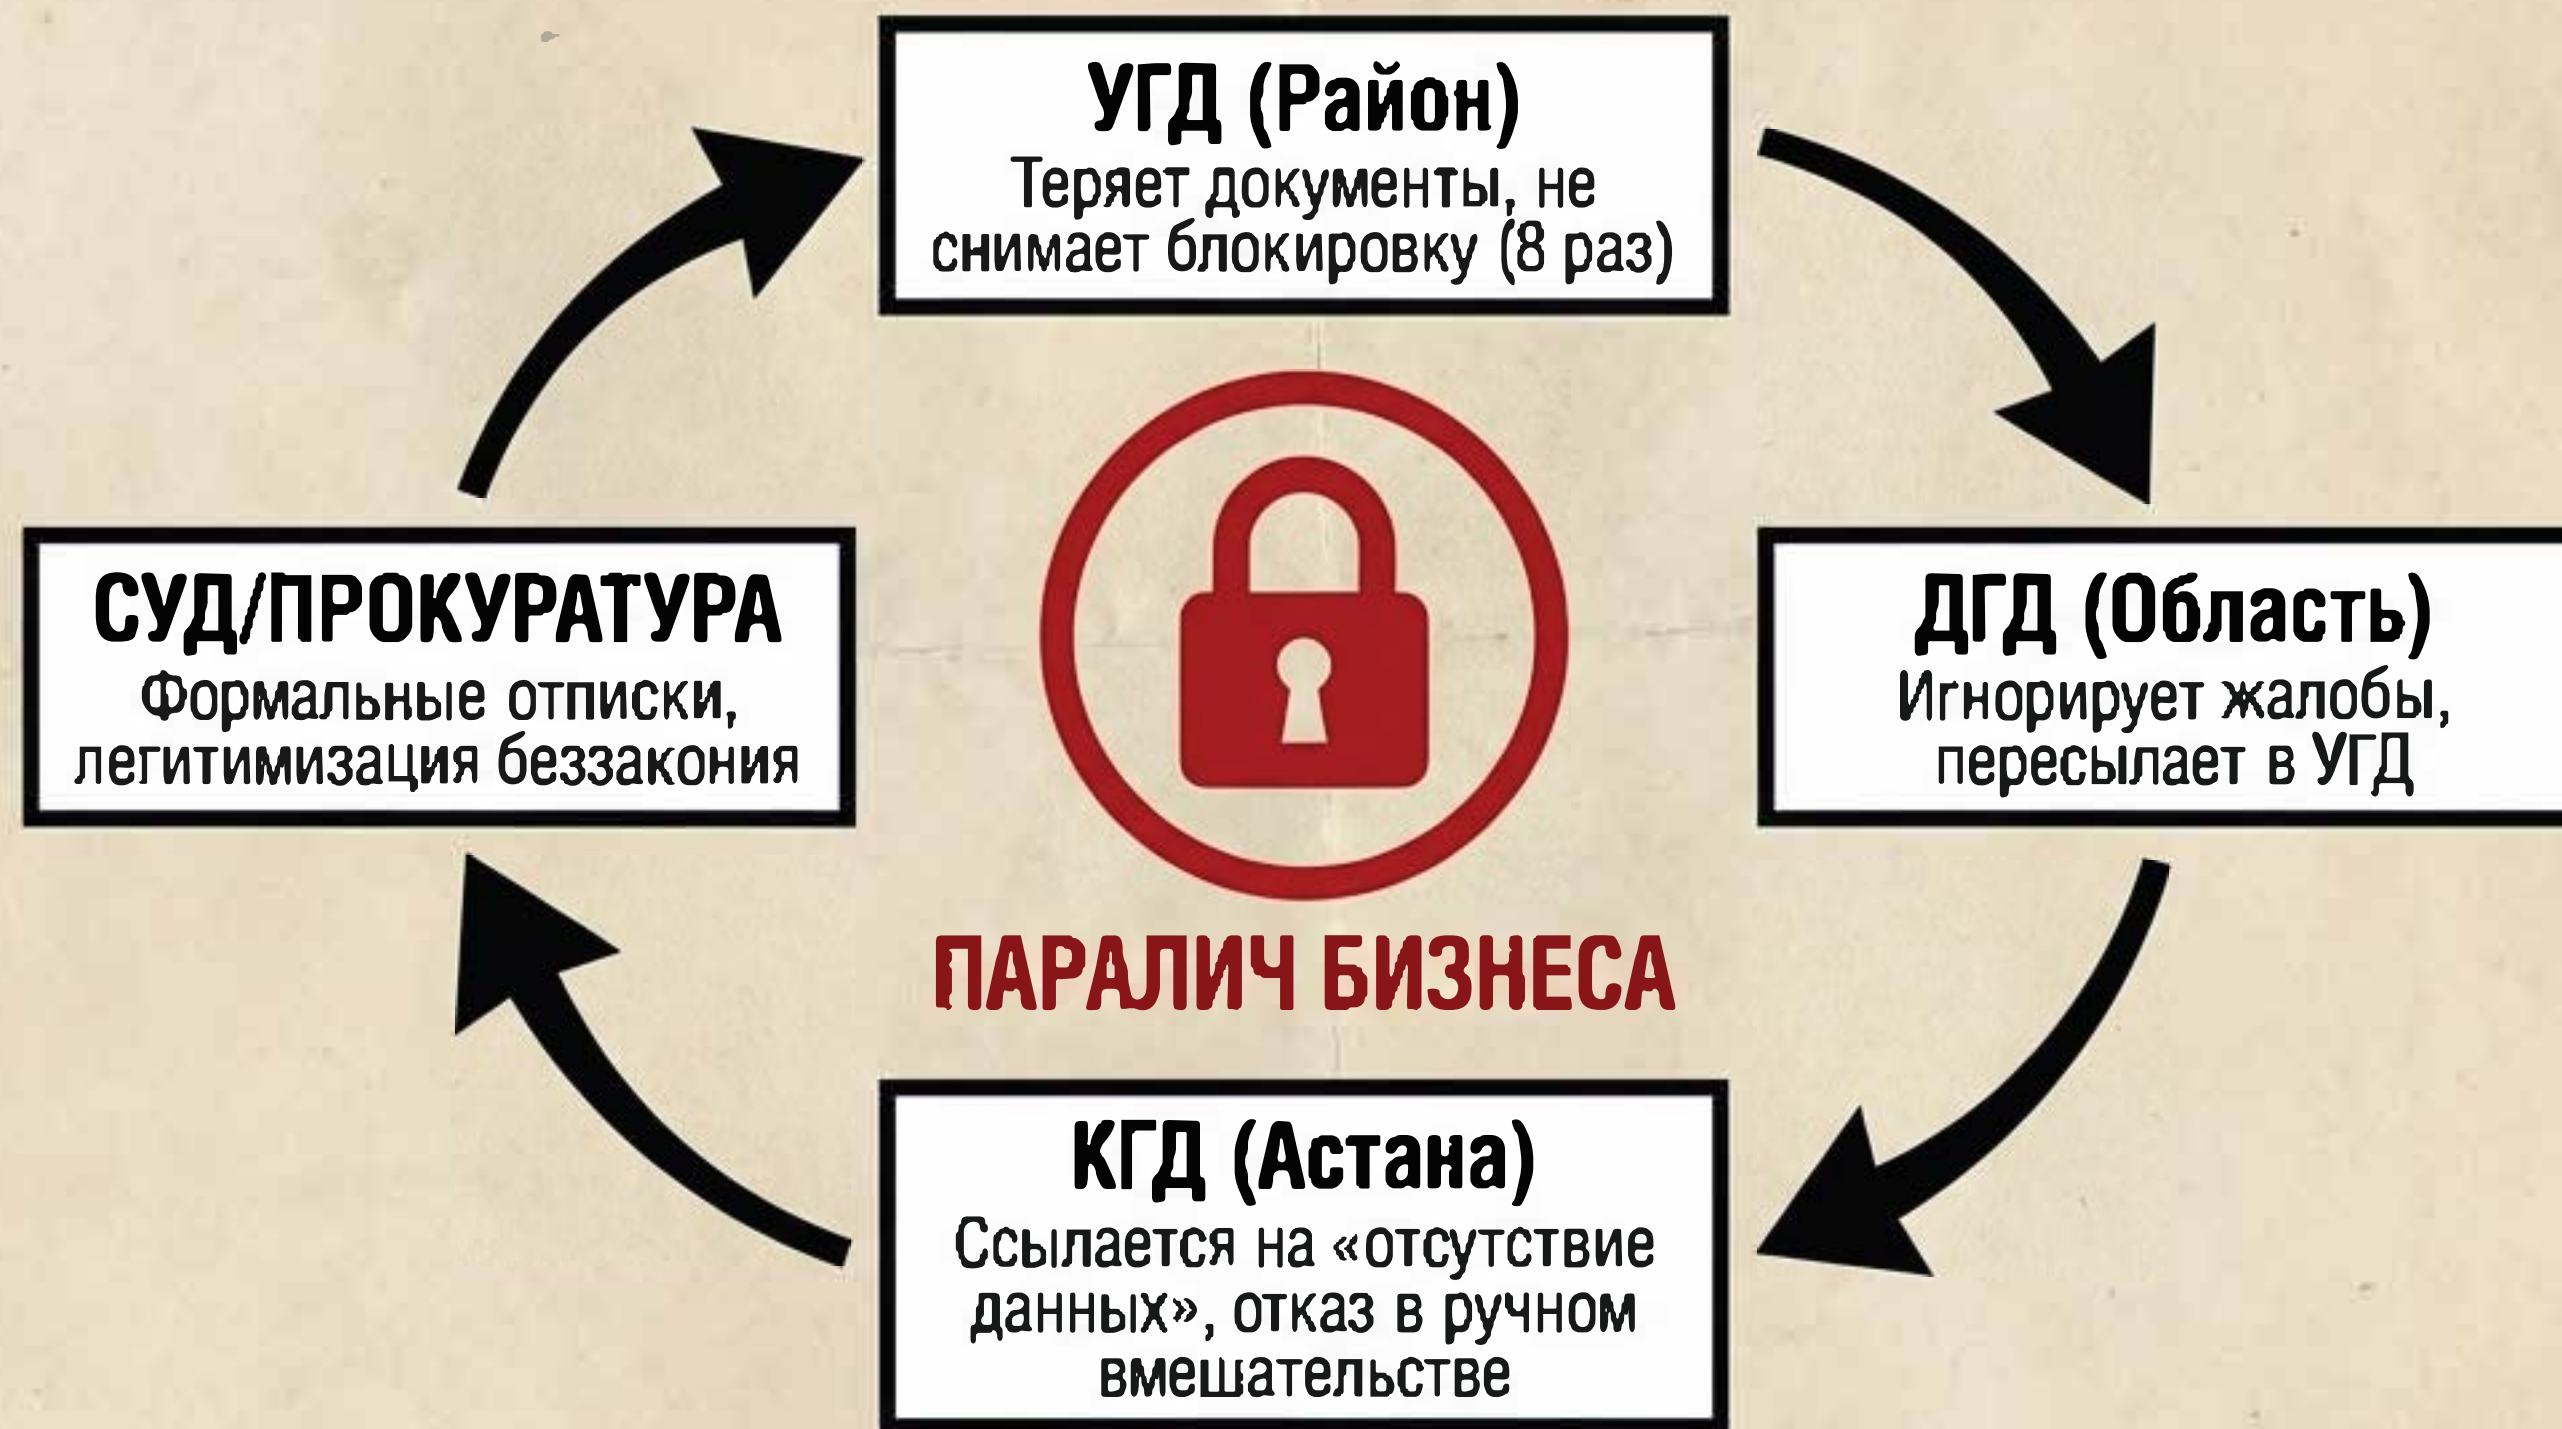 УГД (Район)
Теряет документы, не
снимает блокировку (8 раз)
СУД/ПРОКУРАТУРА
Формальные отписки,
легитимизация беззакония
ДГД (Область)
Игнорирует жалобы,
пересылает в УГД
ПАРАЛИЧ БИЗНЕСА
КГД (Астана)
Ссылается на «отсутствие
данных», отказ в ручном
вмешательстве